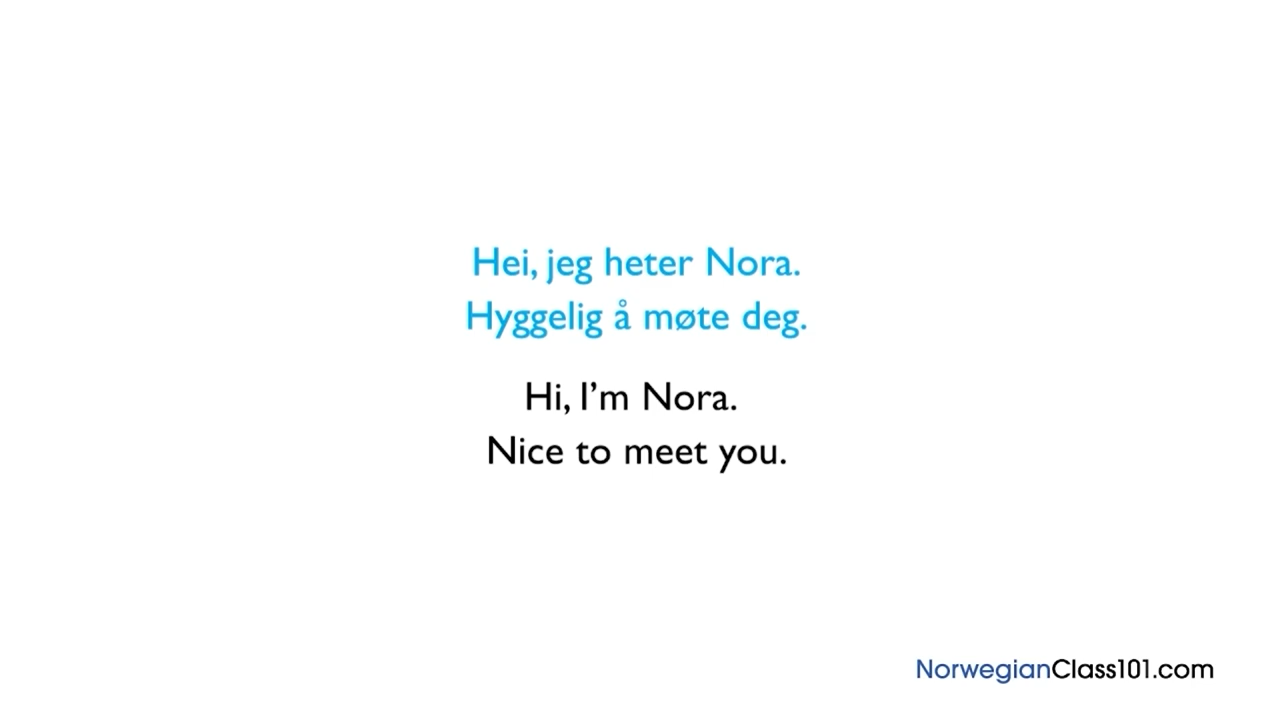 Hei, jeg heter Nora.
Hyggelig å møte deg.
Hi, I’m Nora.
Nice to meet you.
NorwegianClass101.com